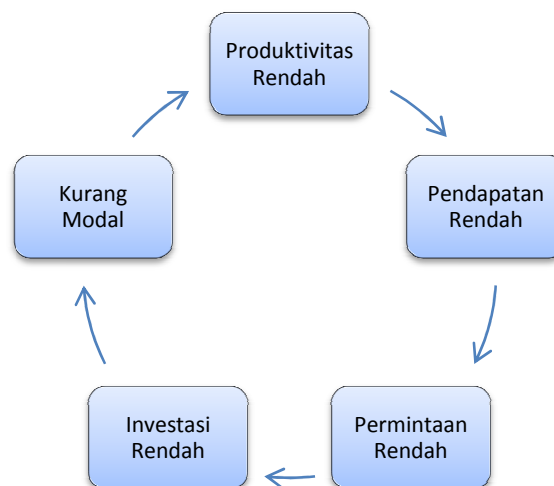 Produktivitas
Rendah
Pendapatan
Rendah
Permintaan
Rendah
Investasi
Rendah
Kurang
Modal